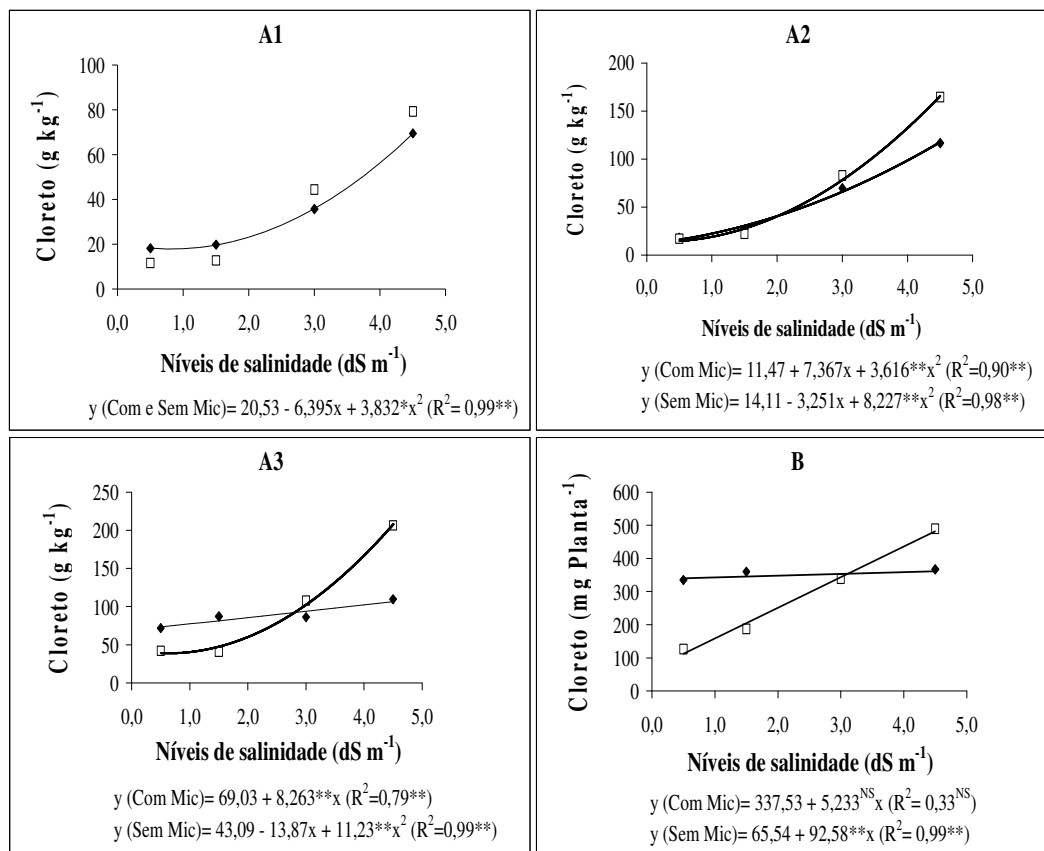 A1
Cloreto (g kg⁻¹)
100
80
60
40
20
0
0,0 1,0 2,0 3,0 4,0 5,0
Níveis de salinidade (dS m⁻¹)
y (Com e Sem Mic)= 20,53 - 6,395x + 3,832*x² (R²= 0,99**)
A2
Cloreto (g kg⁻¹)
200
150
100
50
0
0,0 1,0 2,0 3,0 4,0 5,0
Níveis de salinidade (dS m⁻¹)
y (Com Mic)= 11,47 + 7,367x + 3,616**x² (R²=0,90**)
y (Sem Mic)= 14,11 - 3,251x + 8,227**x² (R²=0,98**)
A3
Cloreto (g kg⁻¹)
250
200
150
100
50
0
0,0 1,0 2,0 3,0 4,0 5,0
Níveis de salinidade (dS m⁻¹)
y (Com Mic)= 69,03 + 8,263**x (R²=0,79**)
y (Sem Mic)= 43,09 - 13,87x + 11,23**x² (R²=0,99**)
B
Cloreto (mg Planta⁻¹)
600
500
400
300
200
100
0
0,0 1,0 2,0 3,0 4,0 5,0
Níveis de salinidade (dS m⁻¹)
y (Com Mic)= 337,53 + 5,233ᴺˢx (R²= 0,33ᴺˢ)
y (Sem Mic)= 65,54 + 92,58**x (R²= 0,99**)